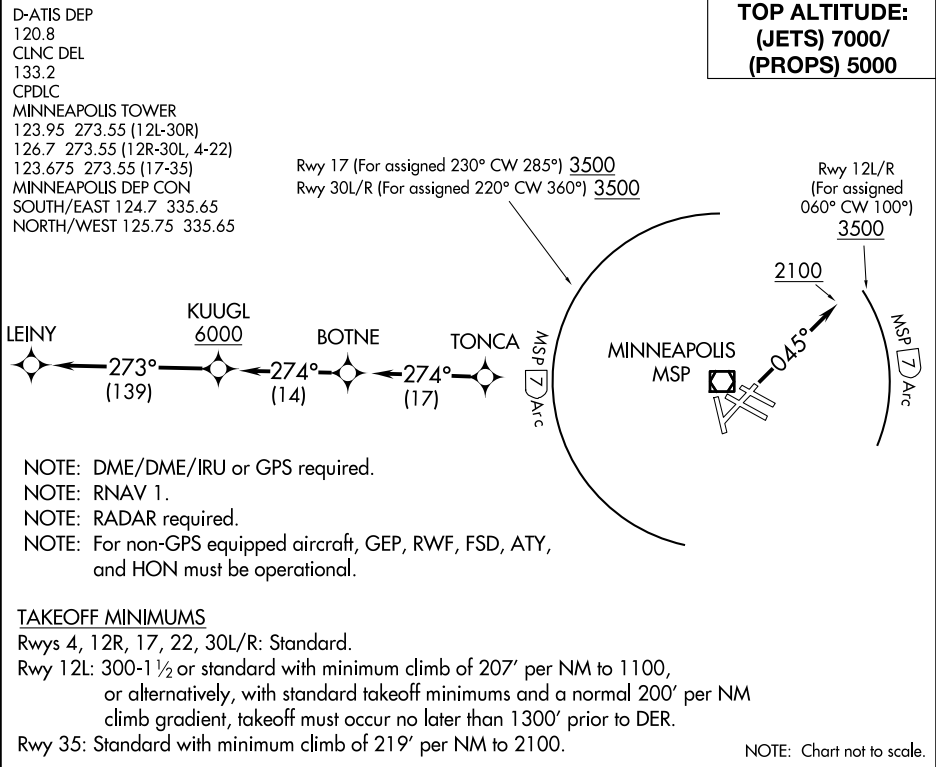 D-ATIS DEP
120.8
CLNC DEL
133.2
CPDLC
MINNEAPOLIS TOWER
123.95 273.55 (12L-30R)
126.7 273.55 (12R-30L, 4-22)
123.675 273.55 (17-35)
MINNEAPOLIS DEP CON
SOUTH/EAST 124.7 335.65
NORTH/WEST 125.75 335.65
TOP ALTITUDE:
(JETS) 7000/
(PROPS) 5000
Rwy 17 (For assigned 230° CW 285°) 3500
Rwy 30L/R (For assigned 220° CW 360°) 3500
Rwy 12L/R
(For assigned
060° CW 100°)
3500
2100
LEINY
273°
(139)
KUUGL
6000
274°
(14)
BOTNE
274°
(17)
TONCA
MSP 7 Arc
MINNEAPOLIS
MSP
045°
MSP 7 Arc
NOTE: DME/DME/IRU or GPS required.
NOTE: RNAV 1.
NOTE: RADAR required.
NOTE: For non-GPS equipped aircraft, GEP, RWF, FSD, ATY,
and HON must be operational.
TAKEOFF MINIMUMS
Rwys 4, 12R, 17, 22, 30L/R: Standard.
Rwy 12L: 300-1½ or standard with minimum climb of 207' per NM to 1100,
or alternatively, with standard takeoff minimums and a normal 200' per NM
climb gradient, takeoff must occur no later than 1300' prior to DER.
Rwy 35: Standard with minimum climb of 219' per NM to 2100.
NOTE: Chart not to scale.